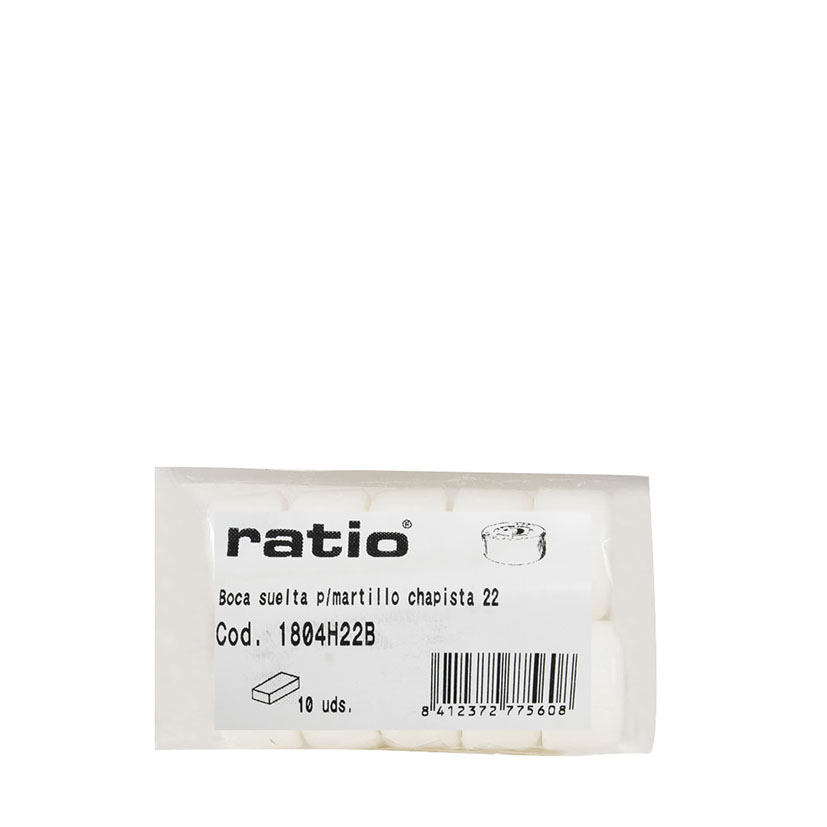 ratio®
Boca suelta p/martillo chapista 22
Cod. 1804H22B
10 uds.
8 412372 775608